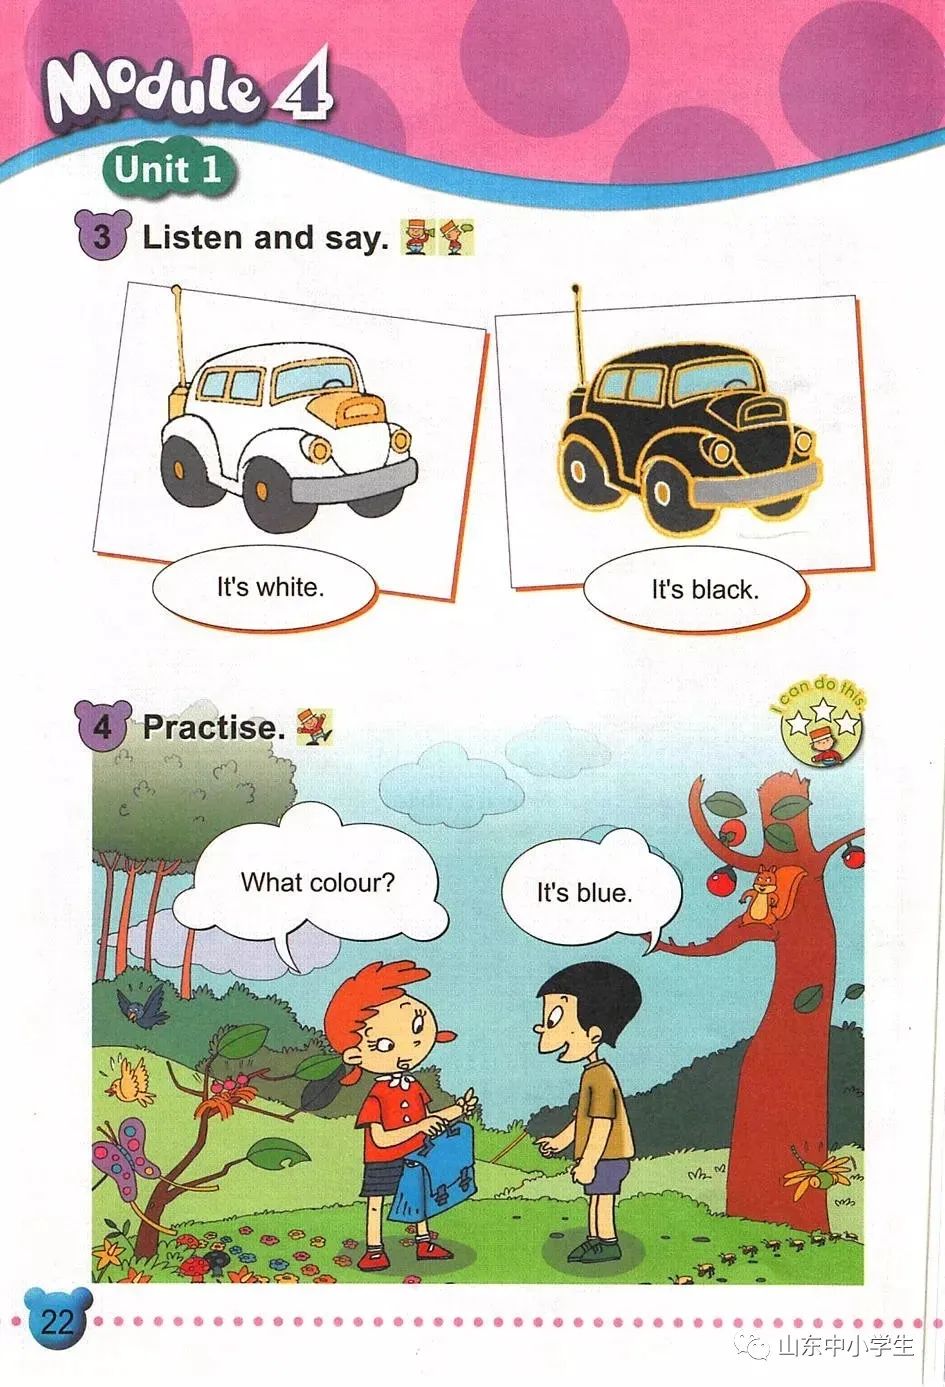 Module 4
Unit 1
3 Listen and say.
It's white.
It's black.
4 Practise.
I can do this.
What colour?
It's blue.
22
山东中小学生